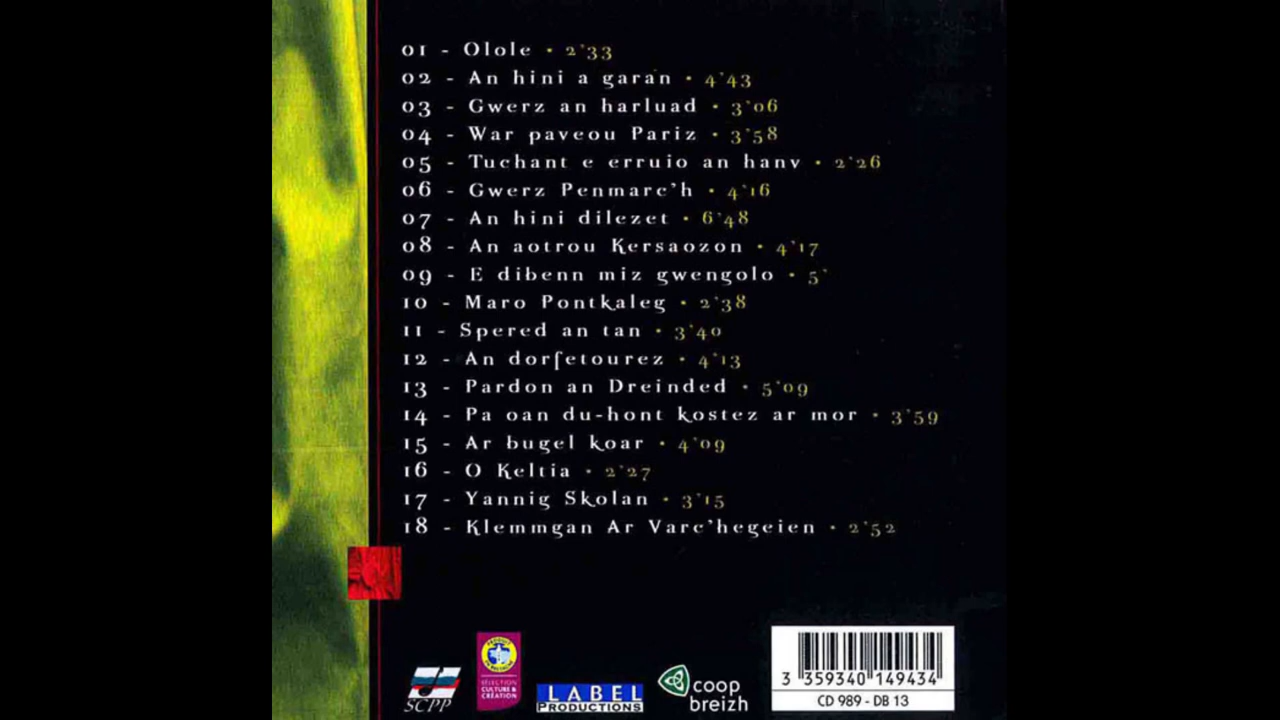 01 - Olole • 2'33
02 - An hini a garan • 4'43
03 - Gwerz an harluad • 3'06
04 - War paveou Pariz • 3'58
05 - Tuchant e erruio an hanv • 2'26
06 - Gwerz Penmarc'h • 4'16
07 - An hini dilezet • 6'48
08 - An aotrou Kersaozon • 4'17
09 - E dibenn miz gwengolo • 5'
10 - Maro Pontkaleg • 2'38
11 - Spered an tan • 3'40
12 - An dorfetourez • 4'13
13 - Pardon an Dreinded • 5'09
14 - Pa oan du-hont kostez ar mor • 3'59
15 - Ar bugel koar • 4'09
16 - O Keltia • 2'27
17 - Yannig Skolan • 3'15
18 - Klemmgan Ar Varc'hegeien • 2'52
SCPP
SÉLECTION
CULTURE &
CRÉATION
LABEL
PRODUCTIONS
coop
breizh
3 359340 149434
CD 989 - DB 13